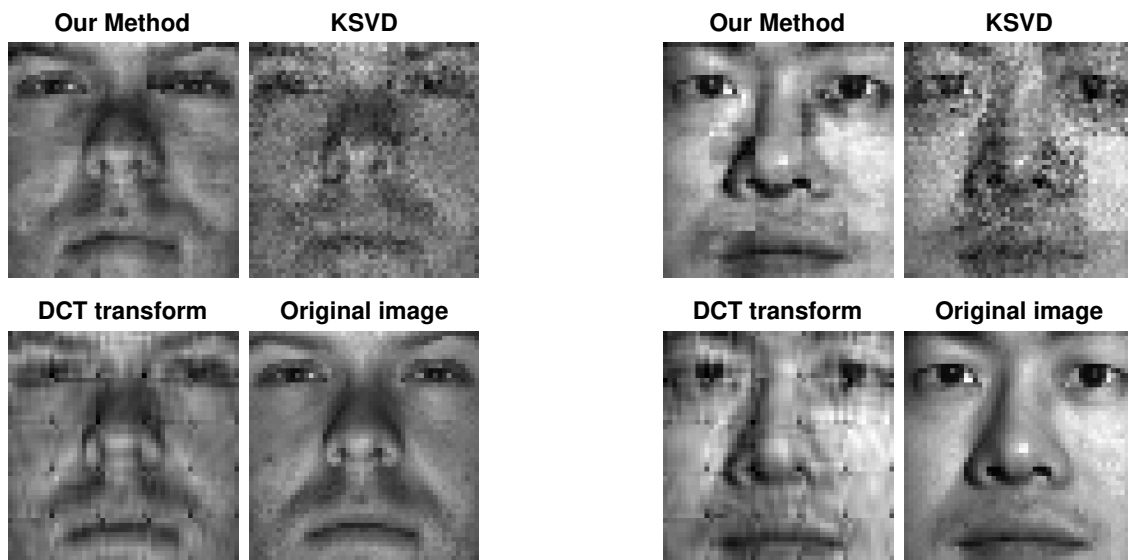 Our Method KSVD Our Method KSVD
DCT transform Original image DCT transform Original image